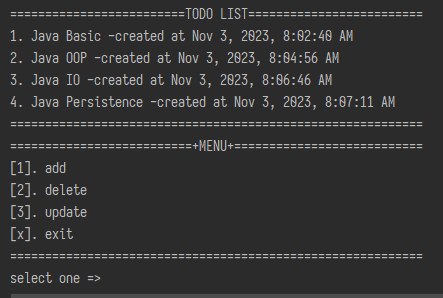 =========================TODO LIST=========================
1. Java Basic -created at Nov 3, 2023, 8:02:40 AM
2. Java OOP -created at Nov 3, 2023, 8:04:56 AM
3. Java IO -created at Nov 3, 2023, 8:06:46 AM
4. Java Persistence -created at Nov 3, 2023, 8:07:11 AM
===========================================================
==========================+MENU+===========================
[1]. add
[2]. delete
[3]. update
[x]. exit
===========================================================
select one =>